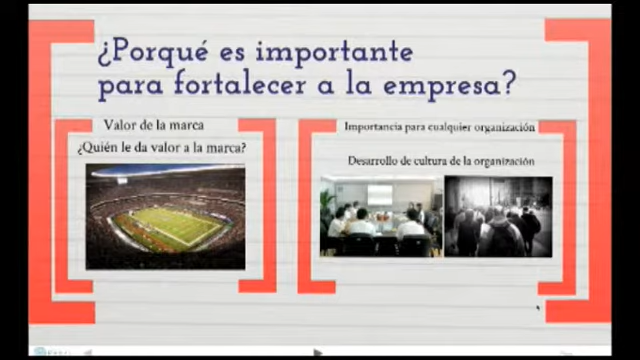 ¿Porqué es importante
para fortalecer a la empresa?
Valor de la marca
¿Quién le da valor a la marca?
Importancia para cualquier organización
Desarrollo de cultura de la organización